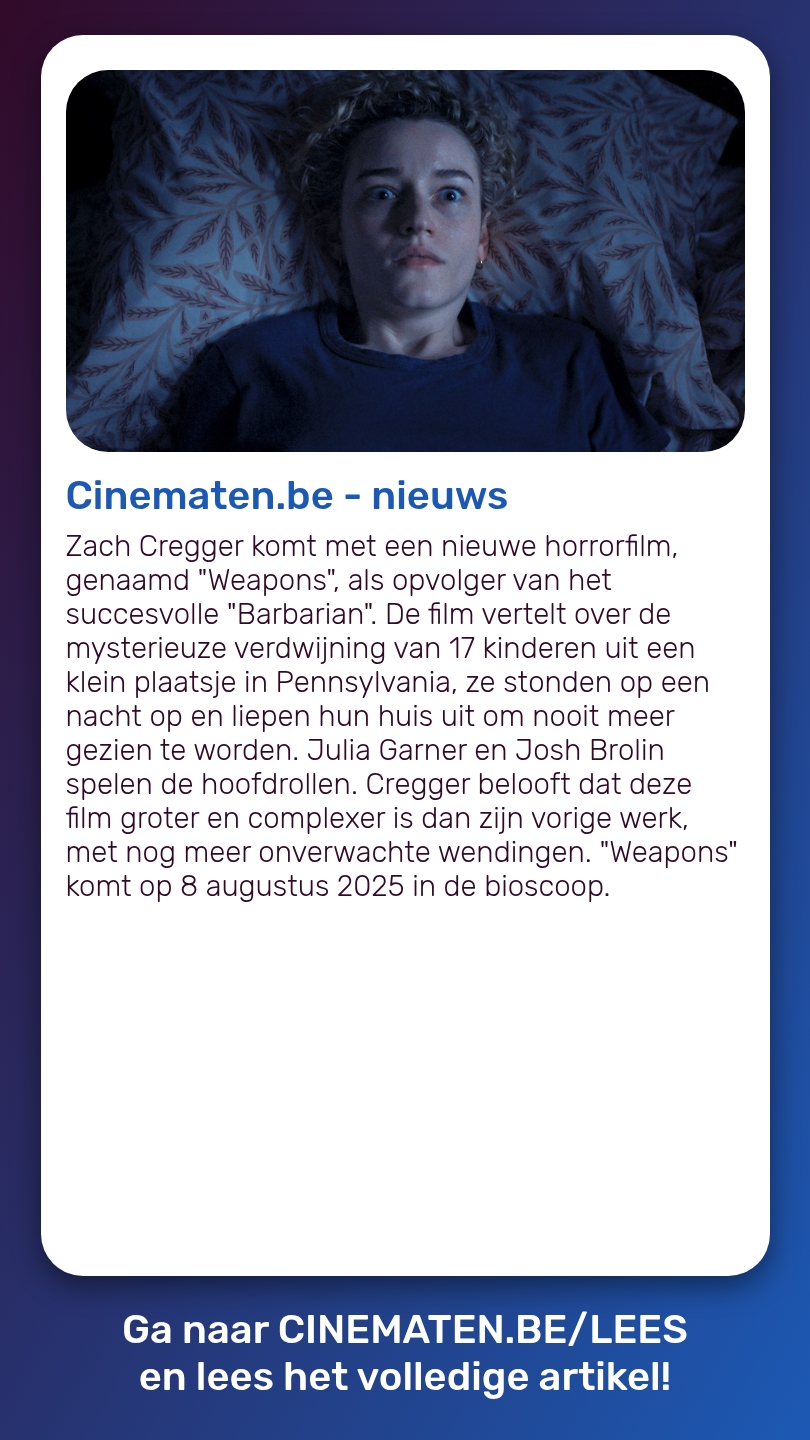 Cinematen.be - nieuws
Zach Cregger komt met een nieuwe horrorfilm,
genaamd "Weapons", als opvolger van het
succesvolle "Barbarian". De film vertelt over de
mysterieuze verdwijning van 17 kinderen uit een
klein plaatsje in Pennsylvania, ze stonden op een
nacht op en liepen hun huis uit om nooit meer
gezien te worden. Julia Garner en Josh Brolin
spelen de hoofdrollen. Cregger belooft dat deze
film groter en complexer is dan zijn vorige werk,
met nog meer onverwachte wendingen. "Weapons"
komt op 8 augustus 2025 in de bioscoop.
Ga naar CINEMATEN.BE/LEES
en lees het volledige artikel!